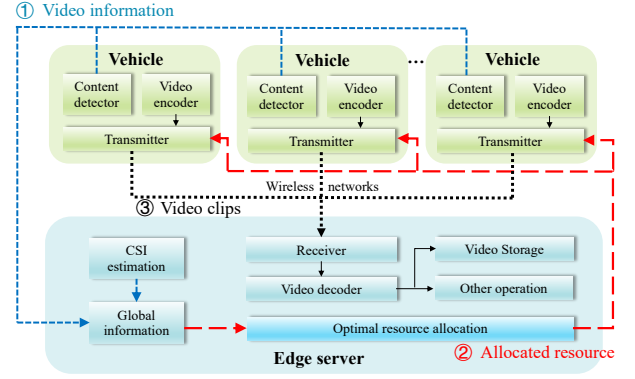 ① Video information
Vehicle
Content
detector
Video
encoder
Transmitter
Vehicle
Content
detector
Video
encoder
Transmitter
...
Vehicle
Content
detector
Video
encoder
Transmitter
Wireless networks
③ Video clips
CSI
estimation
Global
information
Receiver
Video decoder
Video Storage
Other operation
Optimal resource allocation
Edge server
② Allocated resource